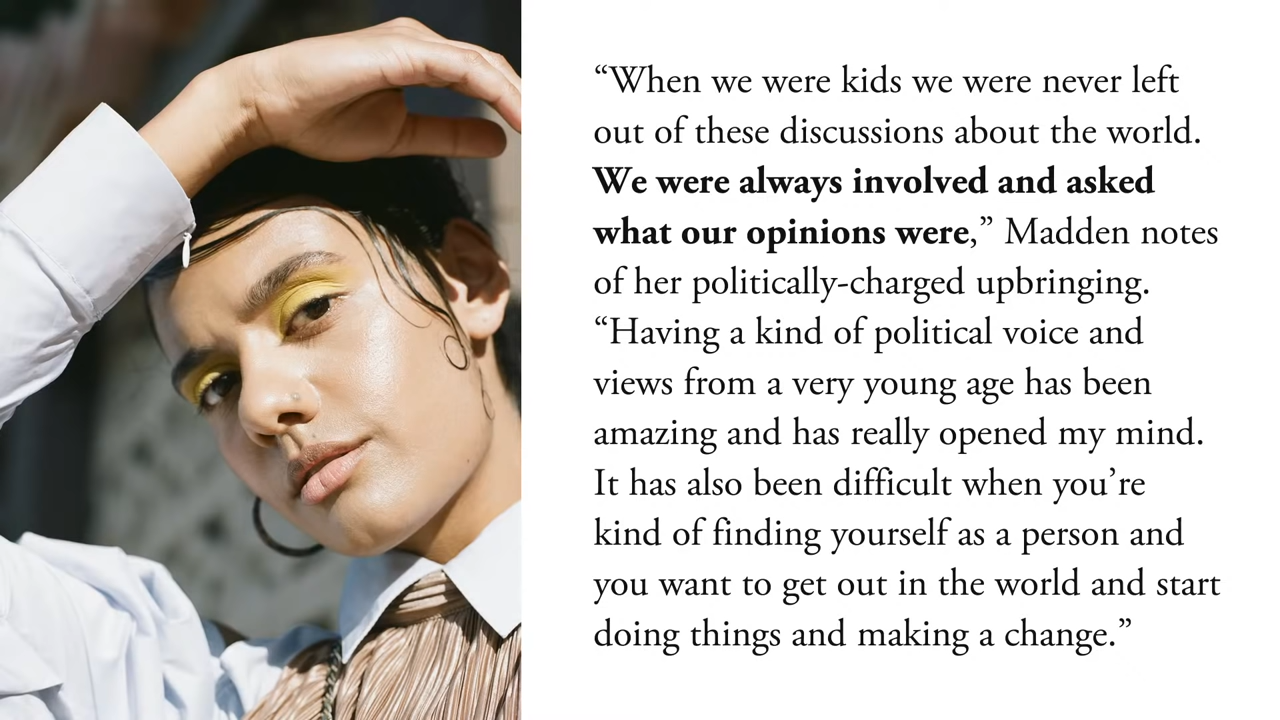 “When we were kids we were never left
out of these discussions about the world.
We were always involved and asked
what our opinions were,” Madden notes
of her politically-charged upbringing.
“Having a kind of political voice and
views from a very young age has been
amazing and has really opened my mind.
It has also been difficult when you’re
kind of finding yourself as a person and
you want to get out in the world and start
doing things and making a change.”